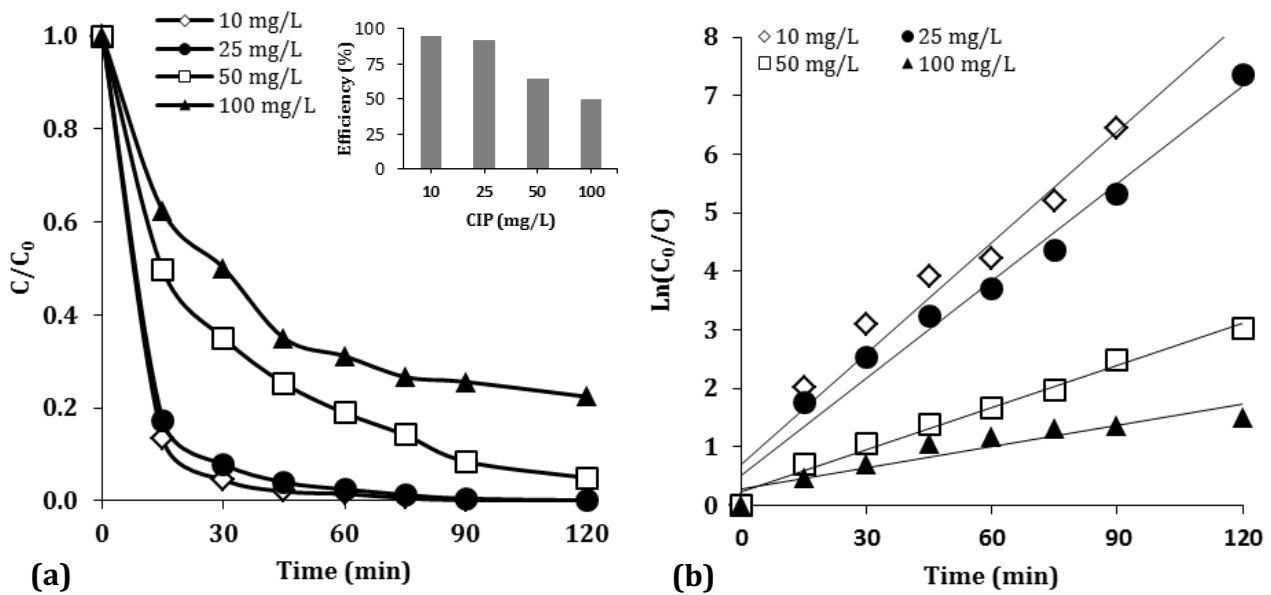 1.0
0.8
0.6
0.4
0.2
0.0
C/C₀
10 mg/L
25 mg/L
50 mg/L
100 mg/L
100
75
50
25
0
Efficiency (%)
10 25 50 100
CIP (mg/L)
0 30 60 90 120
Time (min)
(a)
8
7
6
5
4
3
2
1
0
Ln(C₀/C)
10 mg/L 25 mg/L
50 mg/L 100 mg/L
0 30 60 90 120
Time (min)
(b)